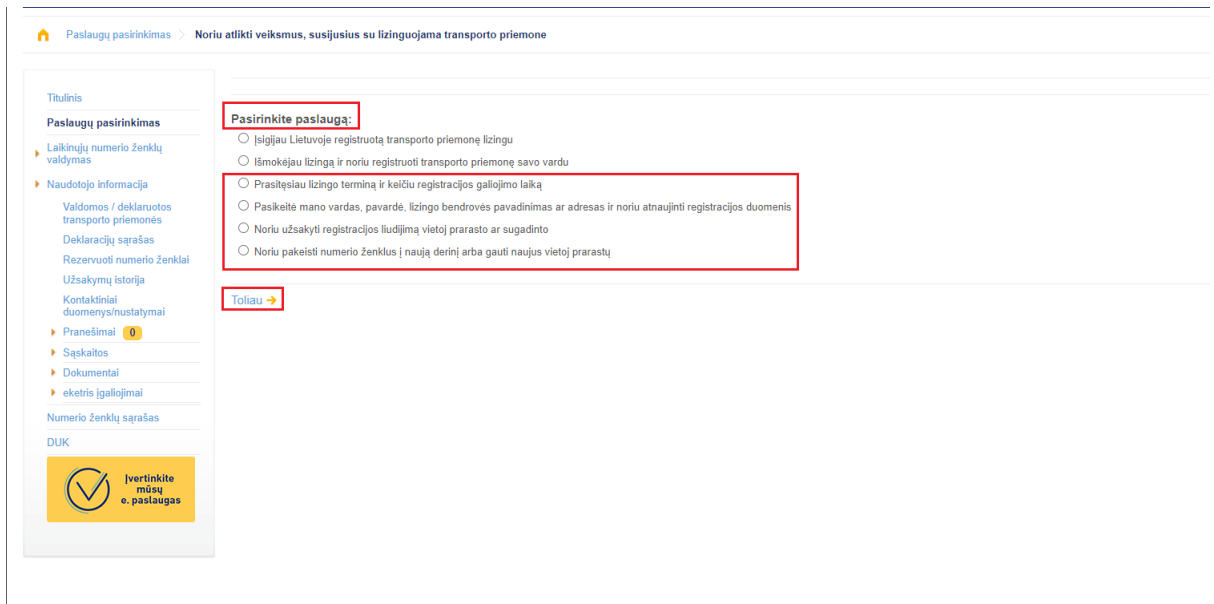 Paslaugų pasirinkimas > Noriu atlikti veiksmus, susijusius su lizinguojama transporto priemone
Titulinis
Paslaugų pasirinkimas
Laikinųjų numerio ženklų
valdymas
Naudotojo informacija
Valdomos / deklaruotos
transporto priemonės
Deklaracijų sąrašas
Rezervuoti numerio ženklai
Užsakymų istorija
Kontaktiniai
duomenys/nustatymai
Pranešimai 0
Sąskaitos
Dokumentai
eketris įgaliojimai
Numerio ženklų sąrašas
DUK
Įvertinkite
mūsų
e. paslaugas
Pasirinkite paslaugą:
Įsigijau Lietuvoje registruotą transporto priemonę lizingu
Išmokėjau lizingą ir noriu registruoti transporto priemonę savo vardu
Prasitęsiau lizingo terminą ir keičiu registracijos galiojimo laiką
Pasikeitė mano vardas, pavardė, lizingo bendrovės pavadinimas ar adresas ir noriu atnaujinti registracijos duomenis
Noriu užsakyti registracijos liudijimą vietoj prarasto ar sugadinto
Noriu pakeisti numerio ženklus į naują derinį arba gauti naujus vietoj prarastų
Toliau →